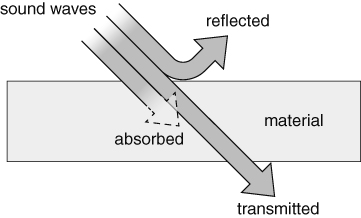 sound waves
reflected
material
absorbed
transmitted